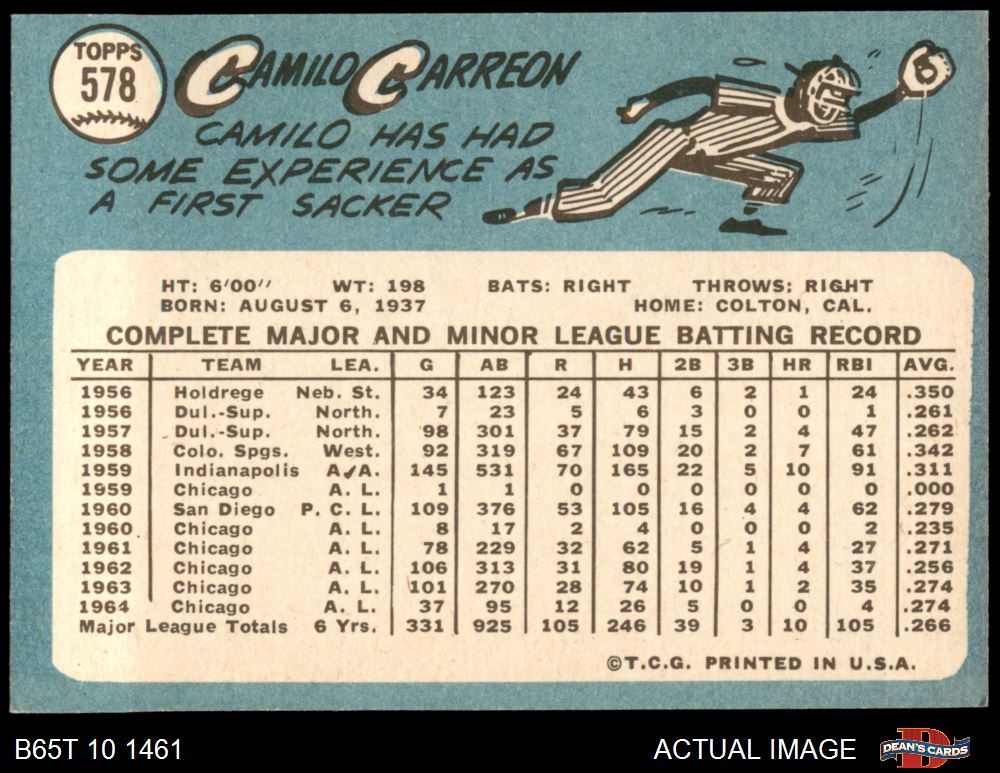 TOPPS
578
CAMILO CARREON
CAMILO HAS HAD
SOME EXPERIENCE AS
A FIRST SACKER
HT: 6'00" WT: 198 BATS: RIGHT THROWS: RIGHT
BORN: AUGUST 6, 1937 HOME: COLTON, CAL.
COMPLETE MAJOR AND MINOR LEAGUE BATTING RECORD
YEAR TEAM LEA. G AB R H 2B 3B HR RBI AVG.
1956 Holdrege Neb. St. 34 123 24 43 6 2 1 24 .350
1956 Dul.-Sup. North. 7 23 5 6 3 0 0 1 .261
1957 Dul.-Sup. North. 98 301 37 79 15 2 4 47 .262
1958 Colo. Spgs. West. 92 319 67 109 20 2 7 61 .342
1959 Indianapolis A.A. 145 531 70 165 22 5 10 91 .311
1959 Chicago A. L. 1 1 0 0 0 0 0 0 .000
1960 San Diego P. C. L. 109 376 53 105 16 4 4 62 .279
1960 Chicago A. L. 8 17 2 4 0 0 0 2 .235
1961 Chicago A. L. 78 229 32 62 5 1 4 27 .271
1962 Chicago A. L. 106 313 31 80 19 1 4 37 .256
1963 Chicago A. L. 101 270 28 74 10 1 2 35 .274
1964 Chicago A. L. 37 95 12 26 5 0 0 4 .274
Major League Totals 6 Yrs. 331 925 105 246 39 3 10 105 .266
©T.C.G. PRINTED IN U.S.A.
B65T 10 1461 ACTUAL IMAGE DEAN'S CARDS